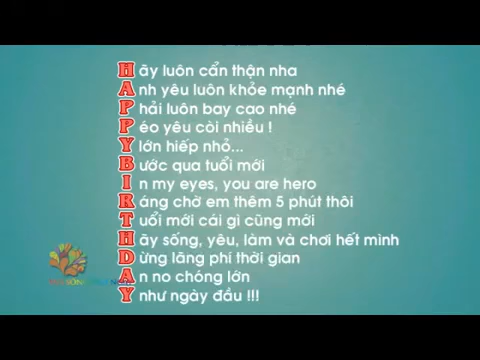 Hãy luôn cẩn thận nha
Anh yêu luôn khỏe mạnh nhé
Phải luôn bay cao nhé
Péo yêu còi nhiều !
Y lớn hiếp nhỏ...
Bước qua tuổi mới
In my eyes, you are hero
Ráng chờ em thêm 5 phút thôi
Tuổi mới cái gì cũng mới
Hãy sống, yêu, làm và chơi hết mình
Dừng lãng phí thời gian
Ăn no chóng lớn
Y như ngày đầu !!!